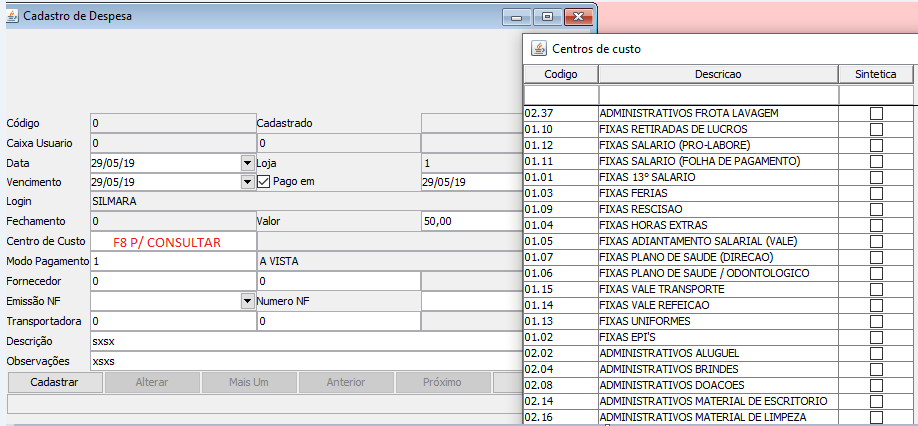 Cadastro de Despesa
Código 0 Cadastrado
Caixa Usuario 0 0
Data 29/05/19 Loja 1
Vencimento 29/05/19 Pago em 29/05/19
Login SILMARA
Fechamento 0 Valor 50,00
Centro de Custo F8 P/ CONSULTAR
Modo Pagamento 1 A VISTA
Fornecedor 0 0
Emissão NF Numero NF
Transportadora 0 0
Descrição sxsx
Observações xsxs
Cadastrar Alterar Mais Um Anterior Próximo
Centros de custo
Codigo Descricao Sintetica
02.37 ADMINISTRATIVOS FROTA LAVAGEM
01.10 FIXAS RETIRADAS DE LUCROS
01.12 FIXAS SALARIO (PRO-LABORE)
01.11 FIXAS SALARIO (FOLHA DE PAGAMENTO)
01.01 FIXAS 13º SALARIO
01.03 FIXAS FERIAS
01.09 FIXAS RESCISAO
01.04 FIXAS HORAS EXTRAS
01.05 FIXAS ADIANTAMENTO SALARIAL (VALE)
01.07 FIXAS PLANO DE SAUDE (DIRECAO)
01.06 FIXAS PLANO DE SAUDE / ODONTOLOGICO
01.15 FIXAS VALE TRANSPORTE
01.14 FIXAS VALE REFEICAO
01.13 FIXAS UNIFORMES
01.02 FIXAS EPI'S
02.02 ADMINISTRATIVOS ALUGUEL
02.04 ADMINISTRATIVOS BRINDES
02.08 ADMINISTRATIVOS DOACOES
02.14 ADMINISTRATIVOS MATERIAL DE ESCRITORIO
02.16 ADMINISTRATIVOS MATERIAL DE LIMPEZA